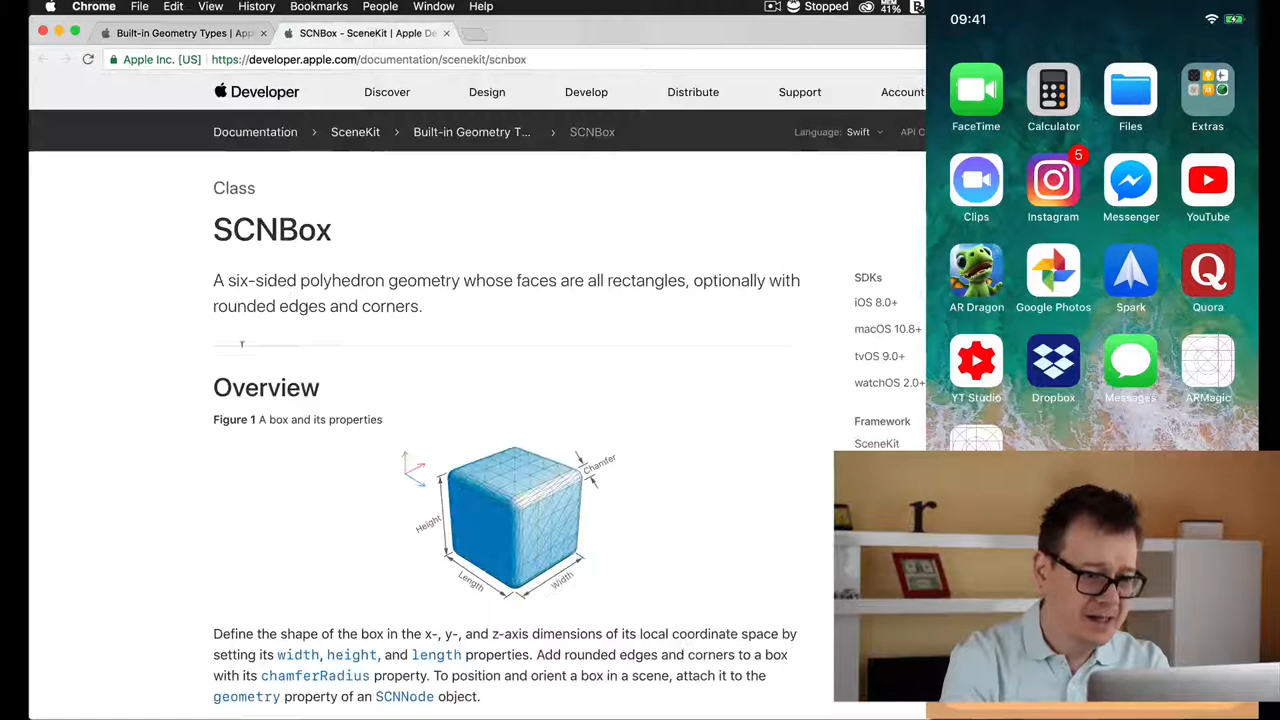 Chrome File Edit View History Bookmarks People Window Help
Stopped
MEM
41%
Built-in Geometry Types | App
SCNBox - SceneKit | Apple De
Apple Inc. [US] https://developer.apple.com/documentation/scenekit/scnbox
Developer Discover Design Develop Distribute Support Account
Documentation > SceneKit > Built-in Geometry T... > SCNBox
Language: Swift
Class
SCNBox
A six-sided polyhedron geometry whose faces are all rectangles, optionally with
rounded edges and corners.
SDKs
iOS 8.0+
macOS 10.8+
tvOS 9.0+
watchOS 2.0+
Framework
SceneKit
Overview
Figure 1 A box and its properties
Chamfer
Height
Length
Width
Define the shape of the box in the x-, y-, and z-axis dimensions of its local coordinate space by
setting its width, height, and length properties. Add rounded edges and corners to a box
with its chamferRadius property. To position and orient a box in a scene, attach it to the
geometry property of an SCNNode object.
09:41
FaceTime Calculator Files Extras
5
Clips Instagram Messenger YouTube
AR Dragon Google Photos Spark Quora
YT Studio Dropbox Messages ARMagic
r